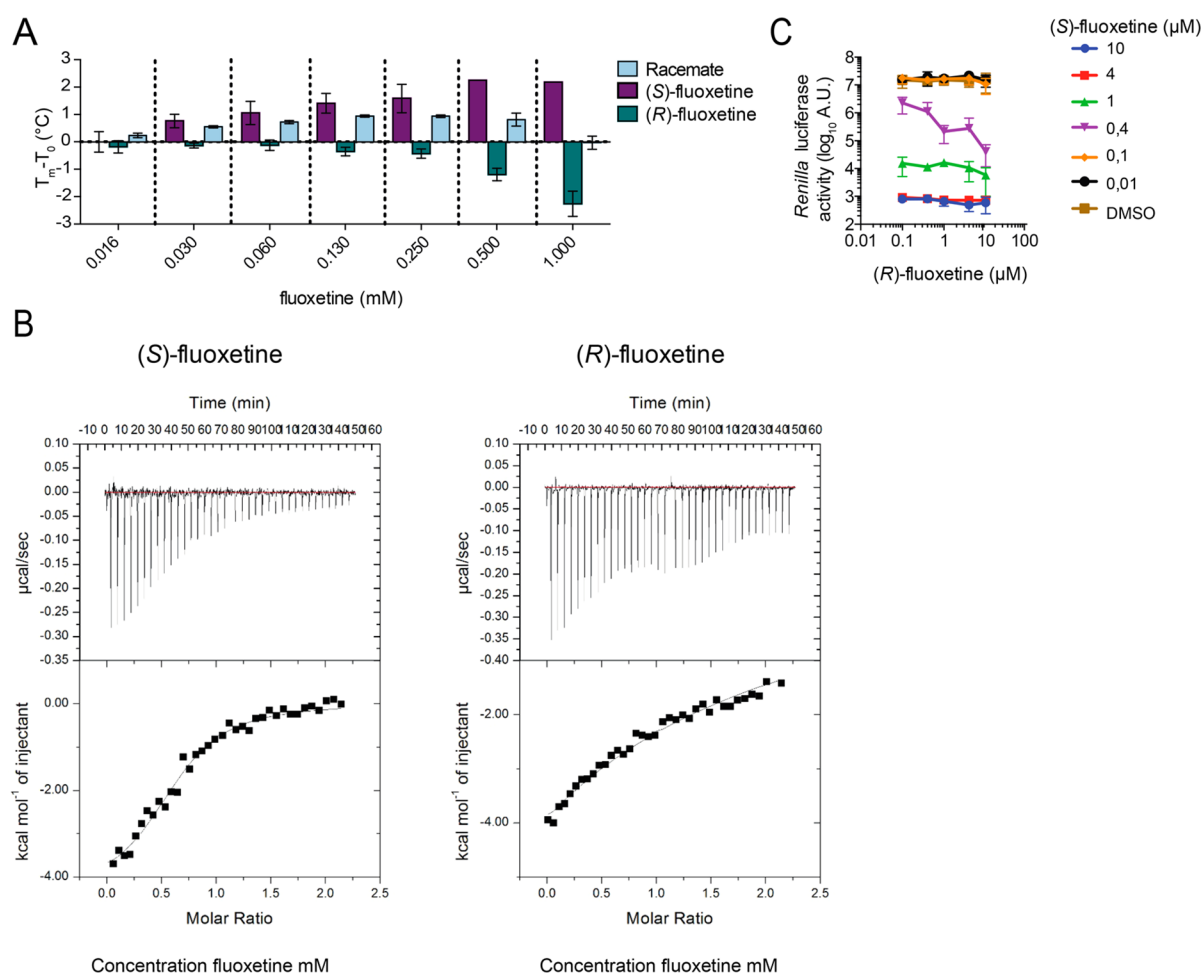 A
3
2
1
0
-1
-2
-3
Tm-T0 (°C)
0.016
0.030
0.060
0.130
0.250
0.500
1.000
fluoxetine (mM)
Racemate
(S)-fluoxetine
(R)-fluoxetine
C
Renilla luciferase
activity (log10 A.U.)
8
7
6
5
4
3
2
0.01 0.1 1 10 100
(R)-fluoxetine (µM)
(S)-fluoxetine (µM)
10
4
1
0,4
0,1
0,01
DMSO
B
(S)-fluoxetine
Time (min)
-10 0 10 20 30 40 50 60 70 80 90 100 110 120 130 140 150 160
0.10
0.05
0.00
-0.05
-0.10
-0.15
-0.20
-0.25
-0.30
-0.35
µcal/sec
0.00
-2.00
-4.00
kcal mol-1 of injectant
0.0 0.5 1.0 1.5 2.0 2.5
Molar Ratio
Concentration fluoxetine mM
(R)-fluoxetine
Time (min)
-10 0 10 20 30 40 50 60 70 80 90 100 110 120 130 140 150 160
0.10
0.05
0.00
-0.05
-0.10
-0.15
-0.20
-0.25
-0.30
-0.35
-0.40
µcal/sec
-2.00
-4.00
kcal mol-1 of injectant
0.0 0.5 1.0 1.5 2.0 2.5
Molar Ratio
Concentration fluoxetine mM